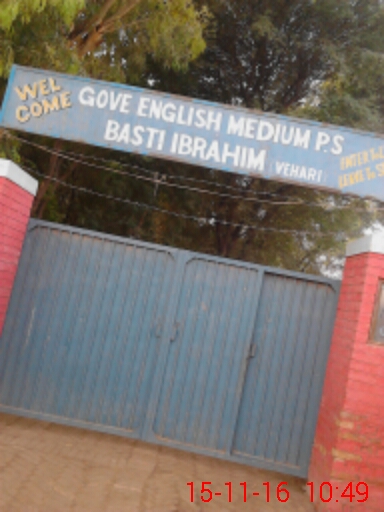 WEL
COME
GOVE ENGLISH MEDIUM P.S
BASTI IBRAHIM (VEHARI)
15-11-16 10:49